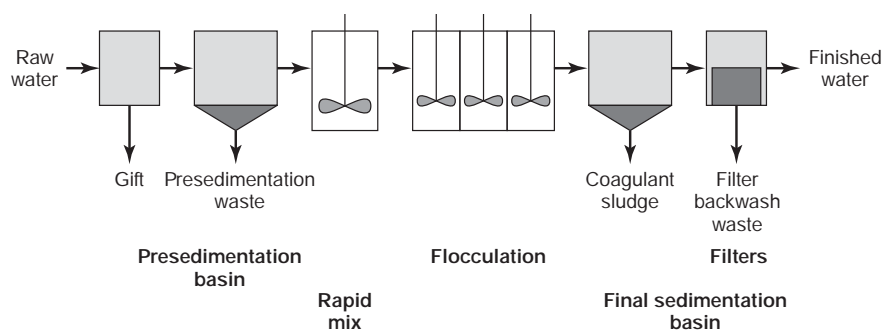 Raw
water
Finished
water
Gift
Presedimentation
waste
Coagulant
sludge
Filter
backwash
waste
Presedimentation
basin
Flocculation
Filters
Rapid
mix
Final sedimentation
basin